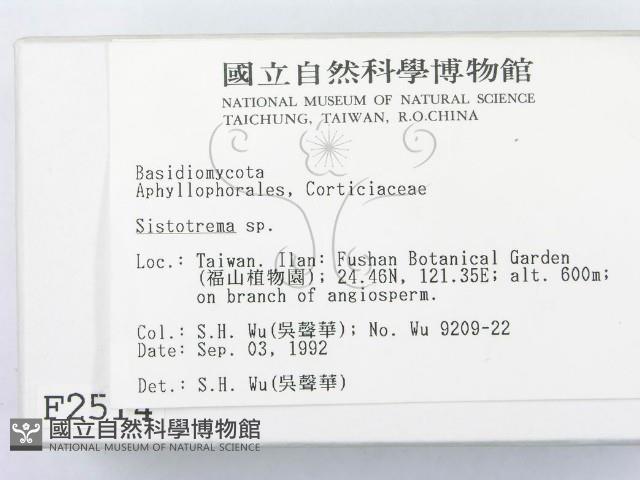 國立自然科學博物館
NATIONAL MUSEUM OF NATURAL SCIENCE
TAICHUNG, TAIWAN, R.O.CHINA
Basidiomycota
Aphyllophorales, Corticiaceae
Sistotrema sp.
Loc.: Taiwan. Ilan: Fushan Botanical Garden
(福山植物園); 24.46N, 121.35E; alt. 600m;
on branch of angiosperm.
Col.: S.H. Wu(吳聲華); No. Wu 9209-22
Date: Sep. 03, 1992
Det.: S.H. Wu(吳聲華)
F2514
國立自然科學博物館
NATIONAL MUSEUM OF NATURAL SCIENCE